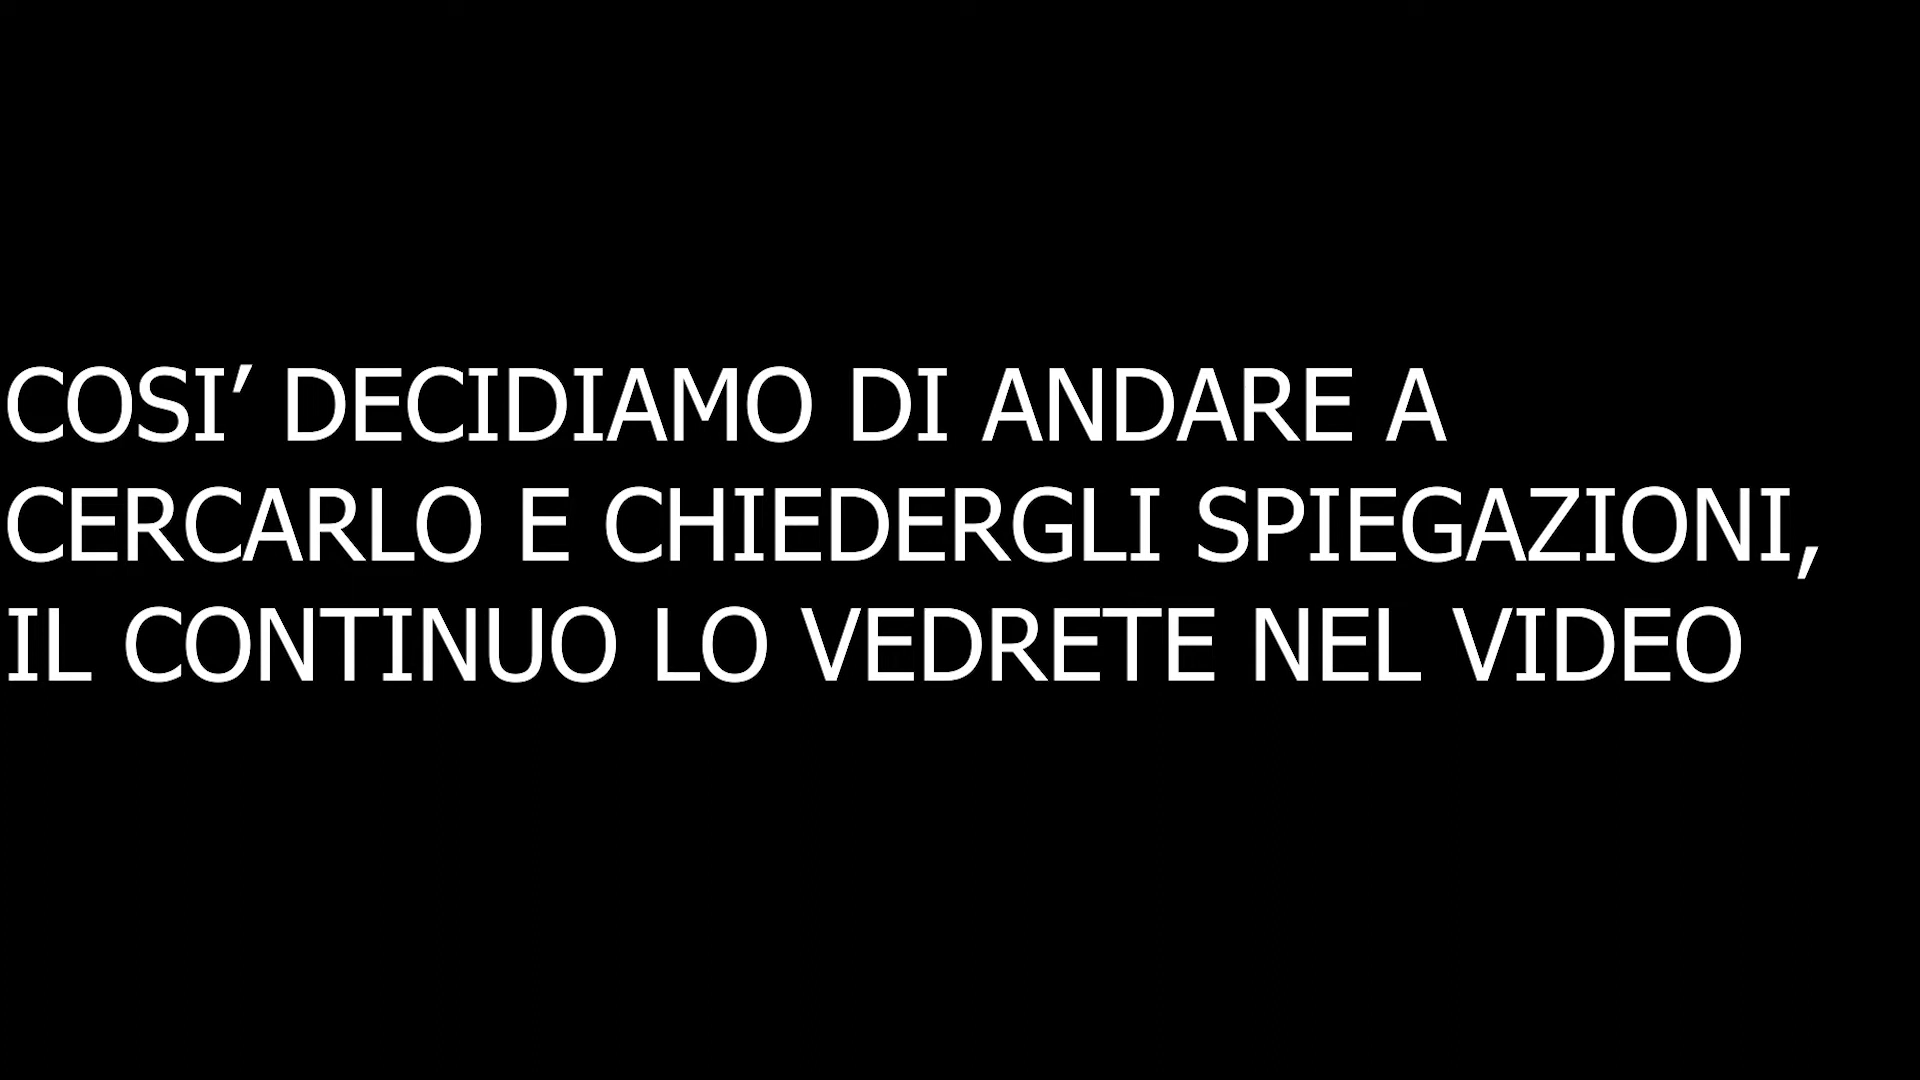 COSI’ DECIDIAMO DI ANDARE A
CERCARLO E CHIEDERGLI SPIEGAZIONI,
IL CONTINUO LO VEDRETE NEL VIDEO